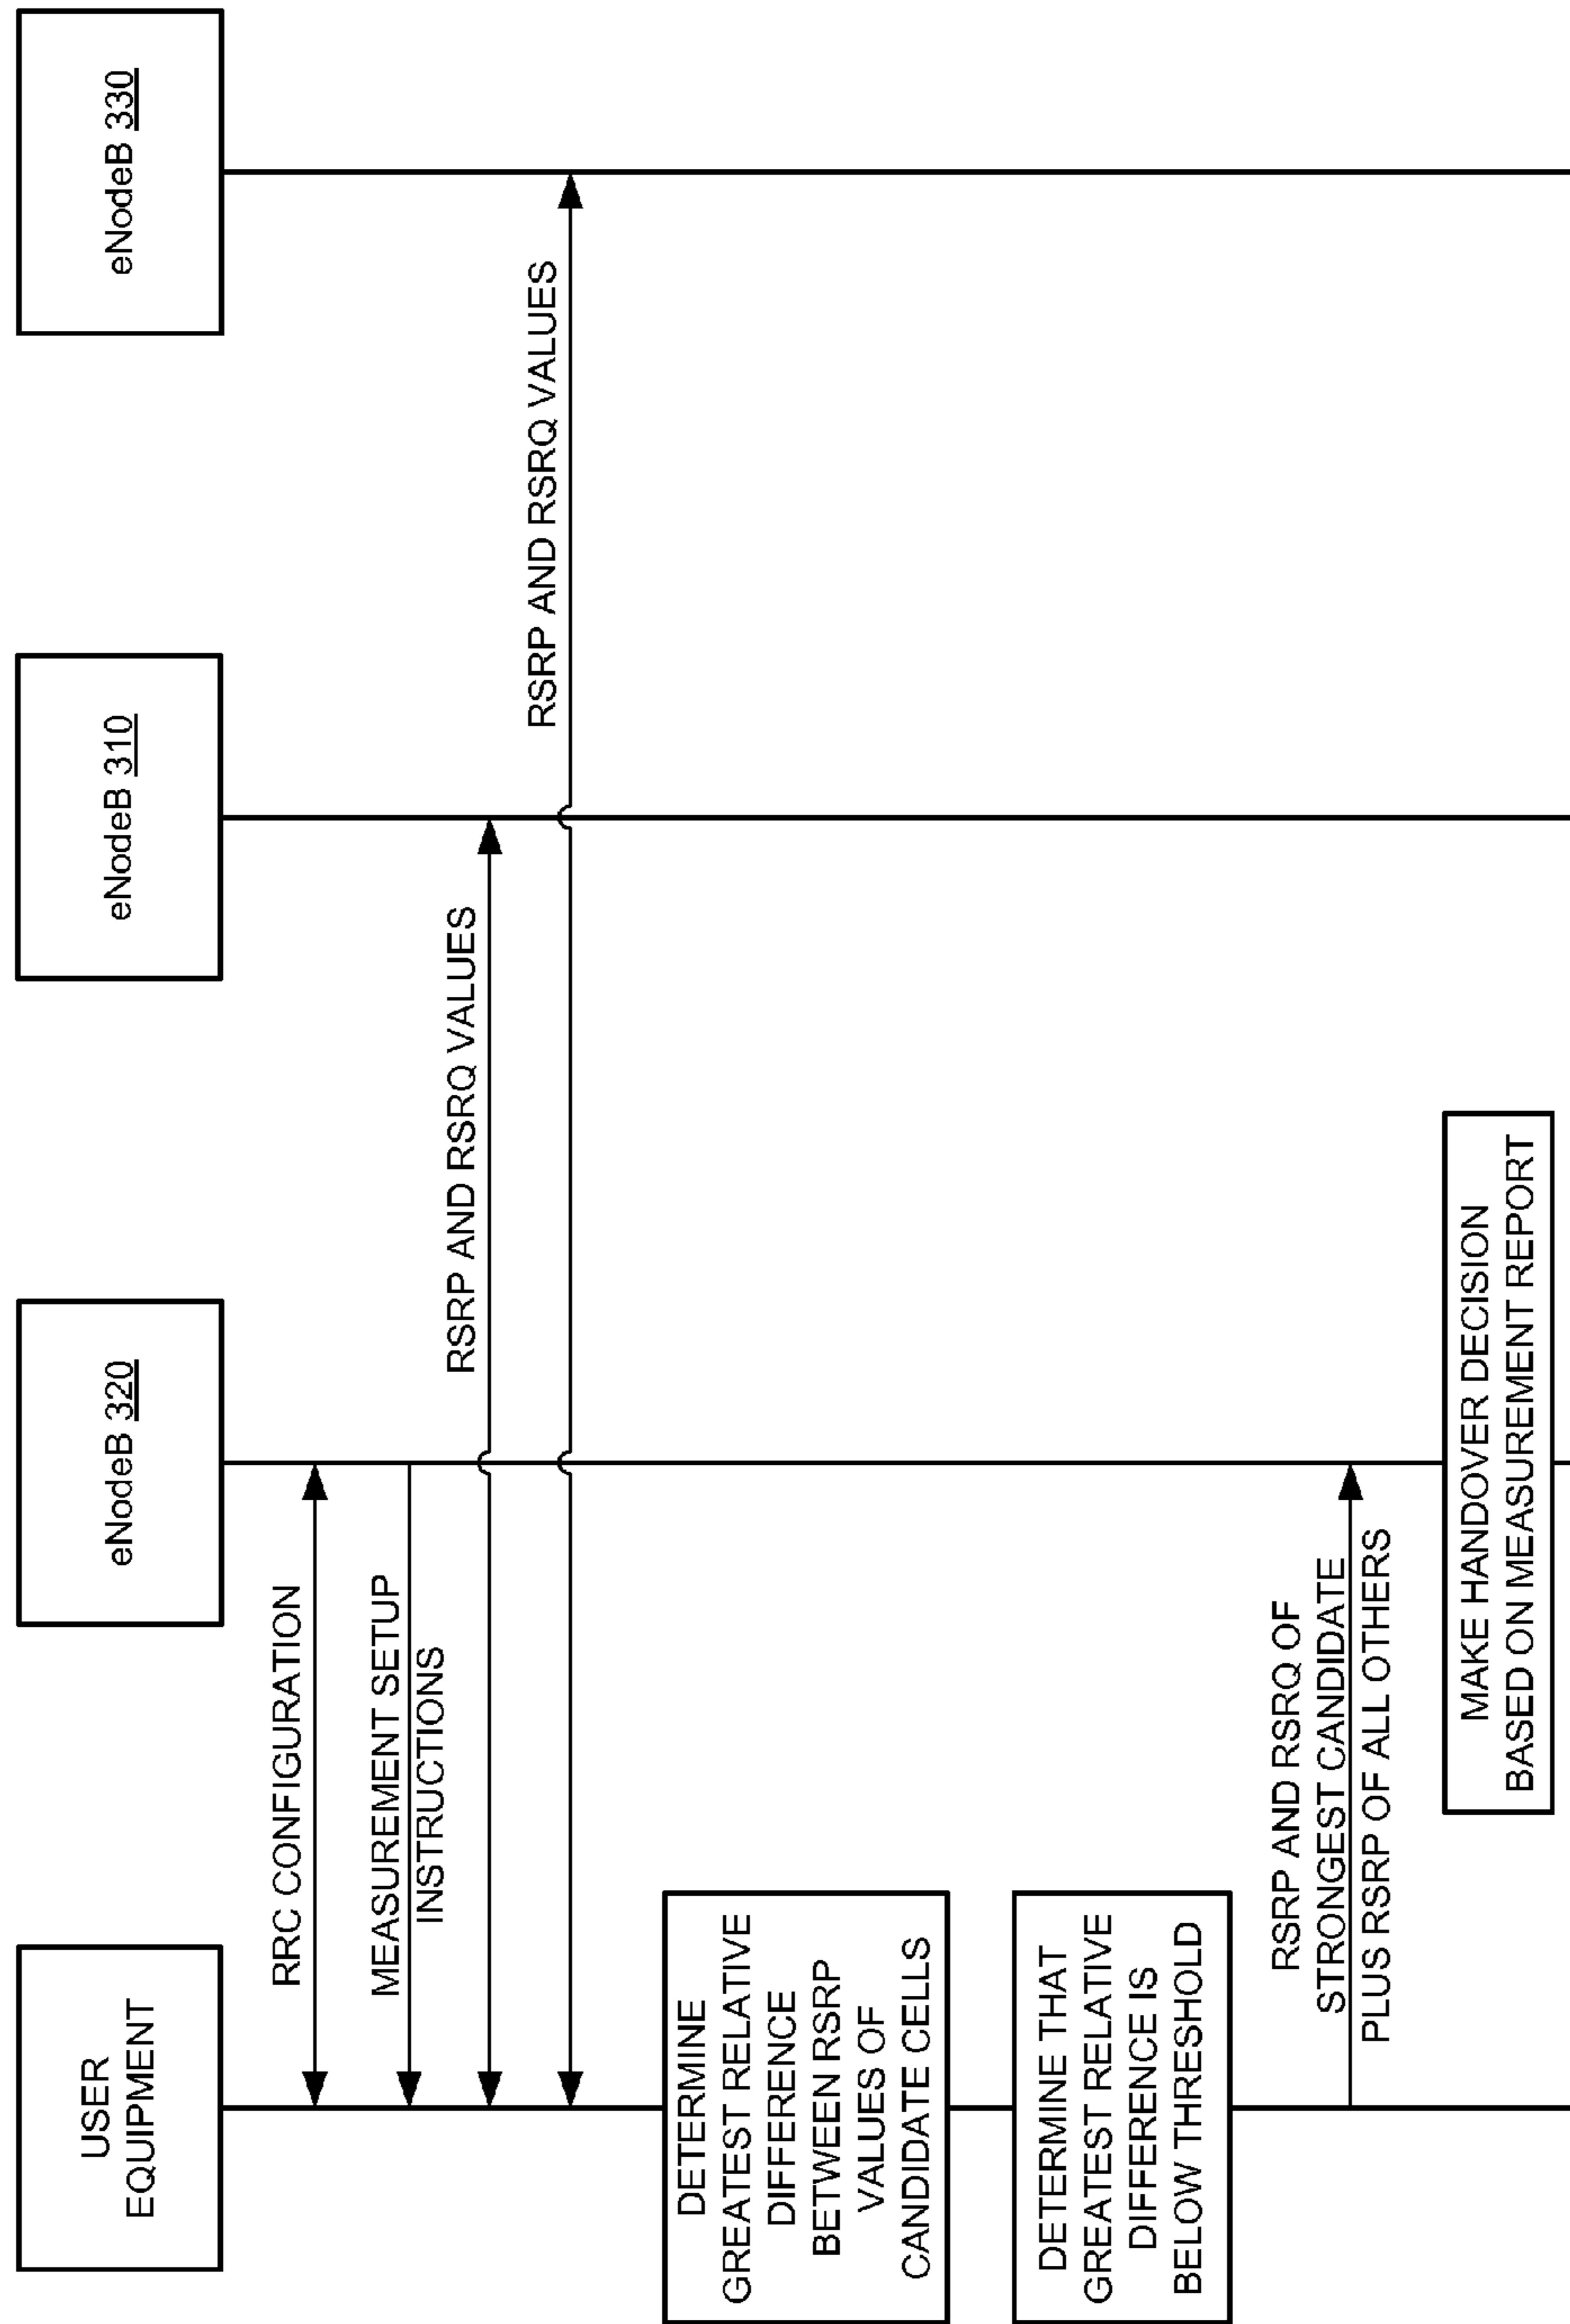 USER
EQUIPMENT
eNodeB 320
eNodeB 310
eNodeB 330
RRC CONFIGURATION
MEASUREMENT SETUP
INSTRUCTIONS
RSRP AND RSRQ VALUES
RSRP AND RSRQ VALUES
DETERMINE
GREATEST RELATIVE
DIFFERENCE
BETWEEN RSRP
VALUES OF
CANDIDATE CELLS
DETERMINE THAT
GREATEST RELATIVE
DIFFERENCE IS
BELOW THRESHOLD
RSRP AND RSRQ OF
STRONGEST CANDIDATE
PLUS RSRP OF ALL OTHERS
MAKE HANDOVER DECISION
BASED ON MEASUREMENT REPORT